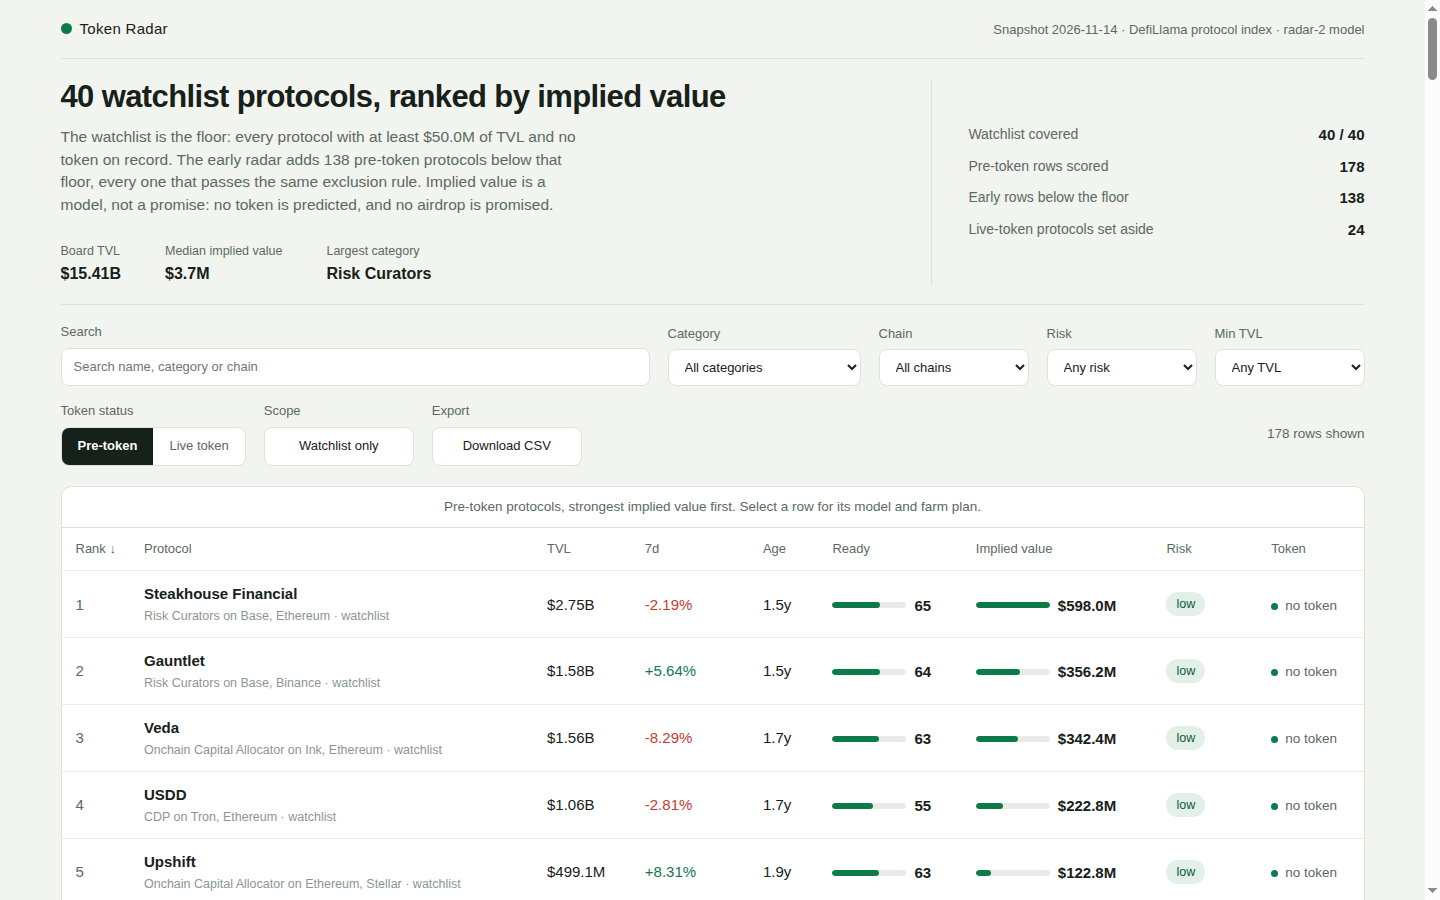 Token Radar
Snapshot 2026-11-14 · DefiLlama protocol index · radar-2 model
40 watchlist protocols, ranked by implied value
The watchlist is the floor: every protocol with at least $50.0M of TVL and no
token on record. The early radar adds 138 pre-token protocols below that
floor, every one that passes the same exclusion rule. Implied value is a
model, not a promise: no token is predicted, and no airdrop is promised.
Board TVL
$15.41B
Median implied value
$3.7M
Largest category
Risk Curators
Watchlist covered 40 / 40
Pre-token rows scored 178
Early rows below the floor 138
Live-token protocols set aside 24
Search
Search name, category or chain
Category
All categories
Chain
All chains
Risk
Any risk
Min TVL
Any TVL
Token status
Pre-token Live token
Scope
Watchlist only
Export
Download CSV
178 rows shown
Pre-token protocols, strongest implied value first. Select a row for its model and farm plan.
Rank ↓ Protocol TVL 7d Age Ready Implied value Risk Token
1 Steakhouse Financial $2.75B -2.19% 1.5y 65 $598.0M low no token
Risk Curators on Base, Ethereum · watchlist
2 Gauntlet $1.58B +5.64% 1.5y 64 $356.2M low no token
Risk Curators on Base, Binance · watchlist
3 Veda $1.56B -8.29% 1.7y 63 $342.4M low no token
Onchain Capital Allocator on Ink, Ethereum · watchlist
4 USDD $1.06B -2.81% 1.7y 55 $222.8M low no token
CDP on Tron, Ethereum · watchlist
5 Upshift $499.1M +8.31% 1.9y 63 $122.8M low no token
Onchain Capital Allocator on Ethereum, Stellar · watchlist